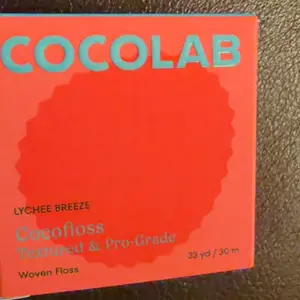 COCOLAB
LYCHEE BREEZE
Cocofloss
Textured & Pro-Grade
33 yd / 30 m
Woven Floss